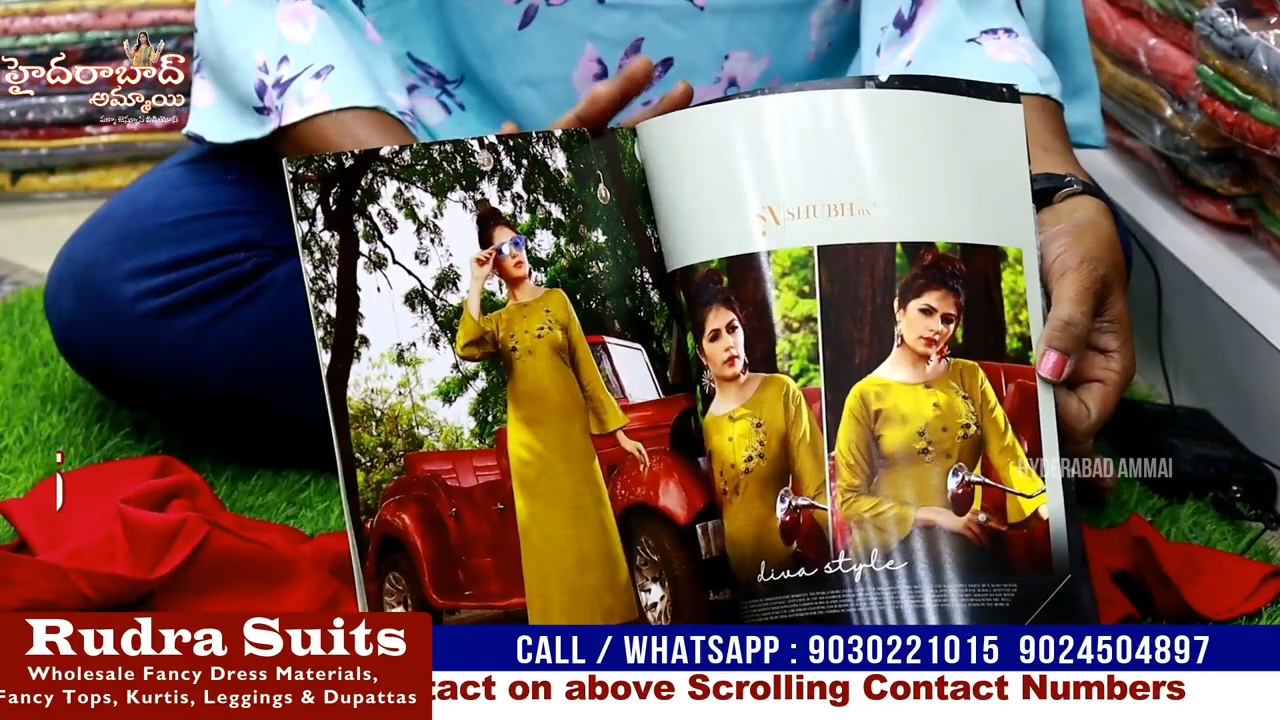 హైదరాబాద్
అమ్మాయి
SHUBH nx
HYDERABAD AMMAI
diva style
Rudra Suits
Wholesale Fancy Dress Materials,
Fancy Tops, Kurtis, Leggings & Dupattas
CALL / WHATSAPP : 9030221015 9024504897
tact on above Scrolling Contact Numbers